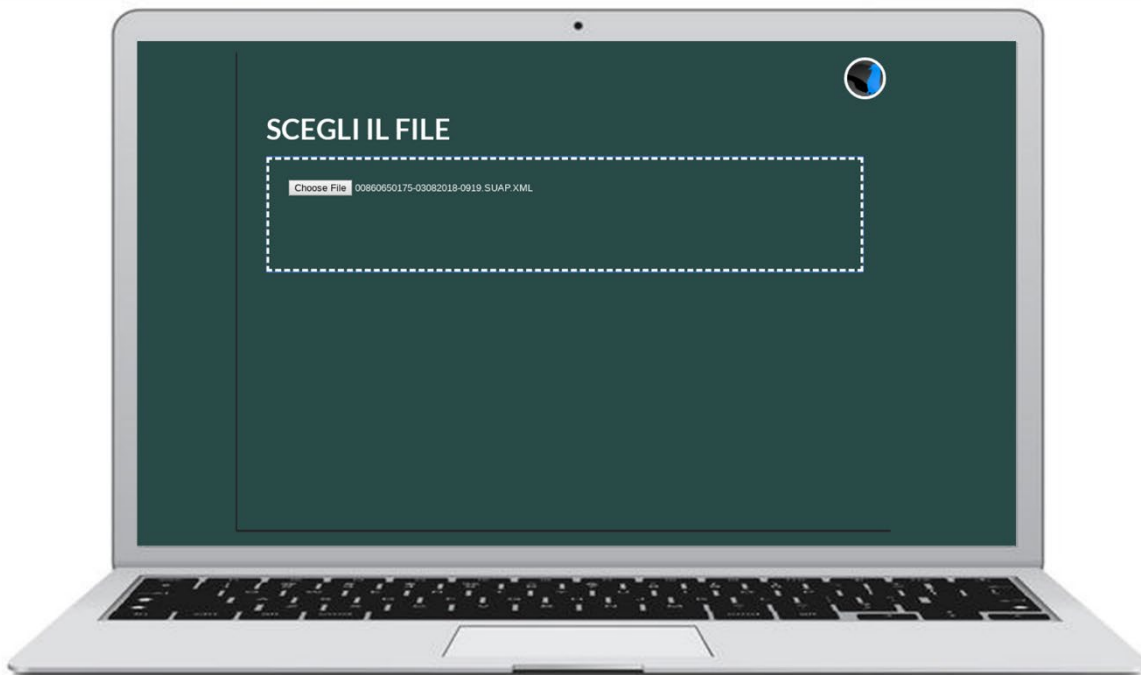 SCEGLI IL FILE
Choose File 00860650175-03082018-0919.SUAP.XML